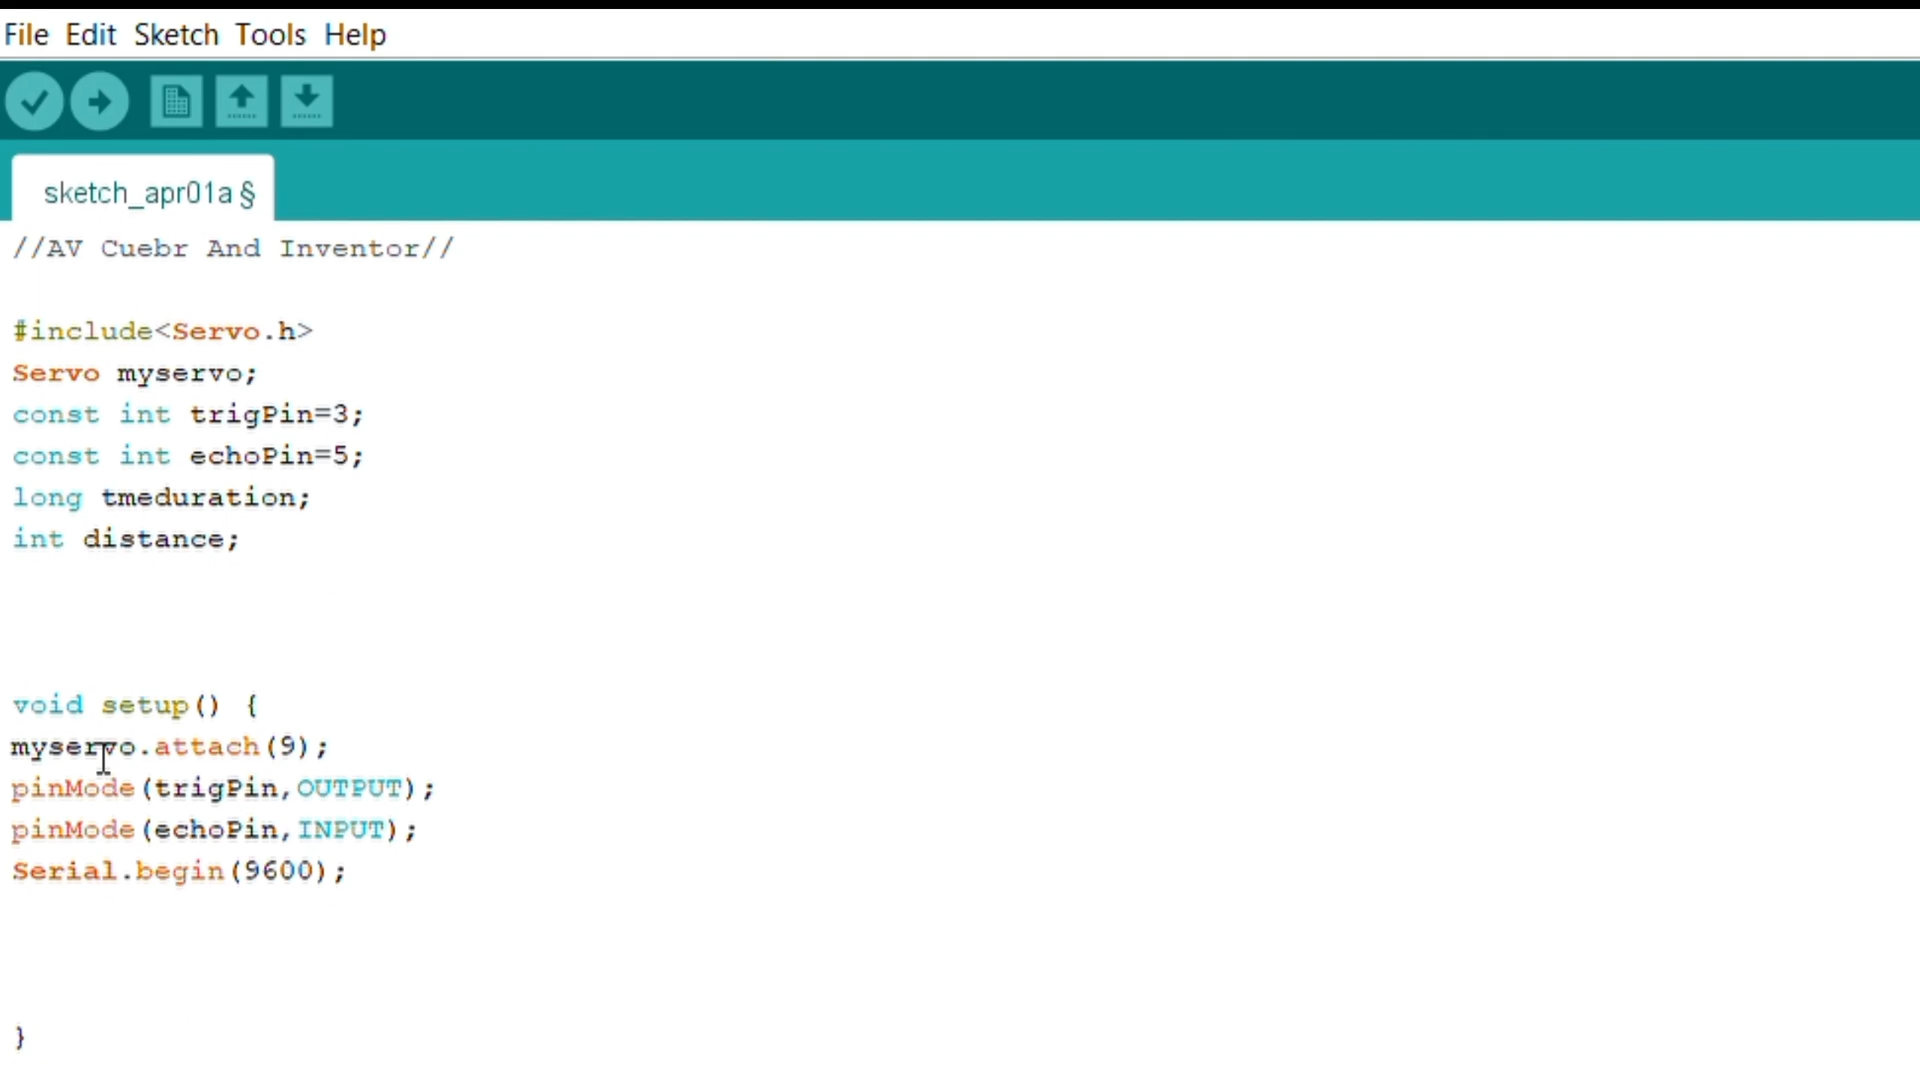 File Edit Sketch Tools Help
sketch_apr01a §
//AV Cuebr And Inventor//
#include<Servo.h>
Servo myservo;
const int trigPin=3;
const int echoPin=5;
long tmeduration;
int distance;
void setup() {
myservo.attach(9);
pinMode(trigPin,OUTPUT);
pinMode(echoPin,INPUT);
Serial.begin(9600);
}